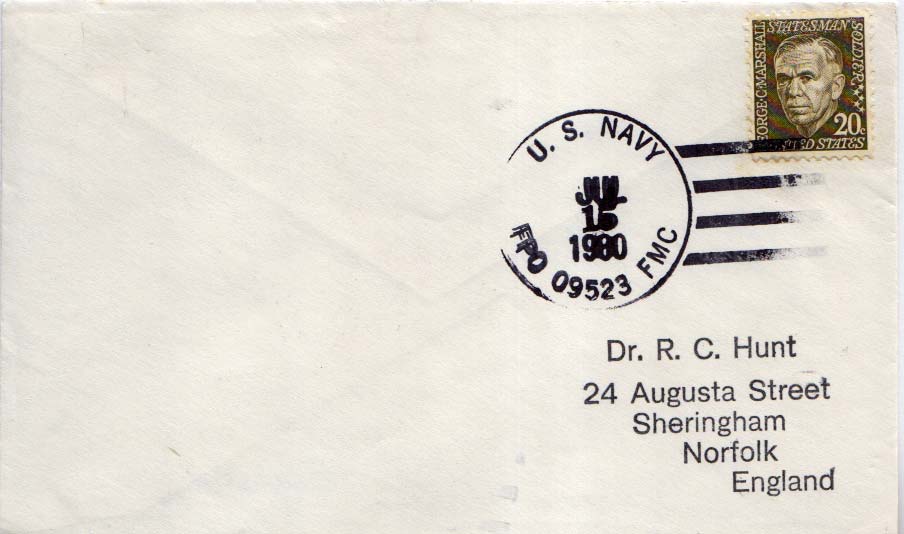 STATESMAN
SOLDIER
GEORGE·C·MARSHALL
20c
UNITED STATES
U. S. NAVY
JUL
15
1980
FPO 09523 FMC
Dr. R. C. Hunt
24 Augusta Street
Sheringham
Norfolk
England